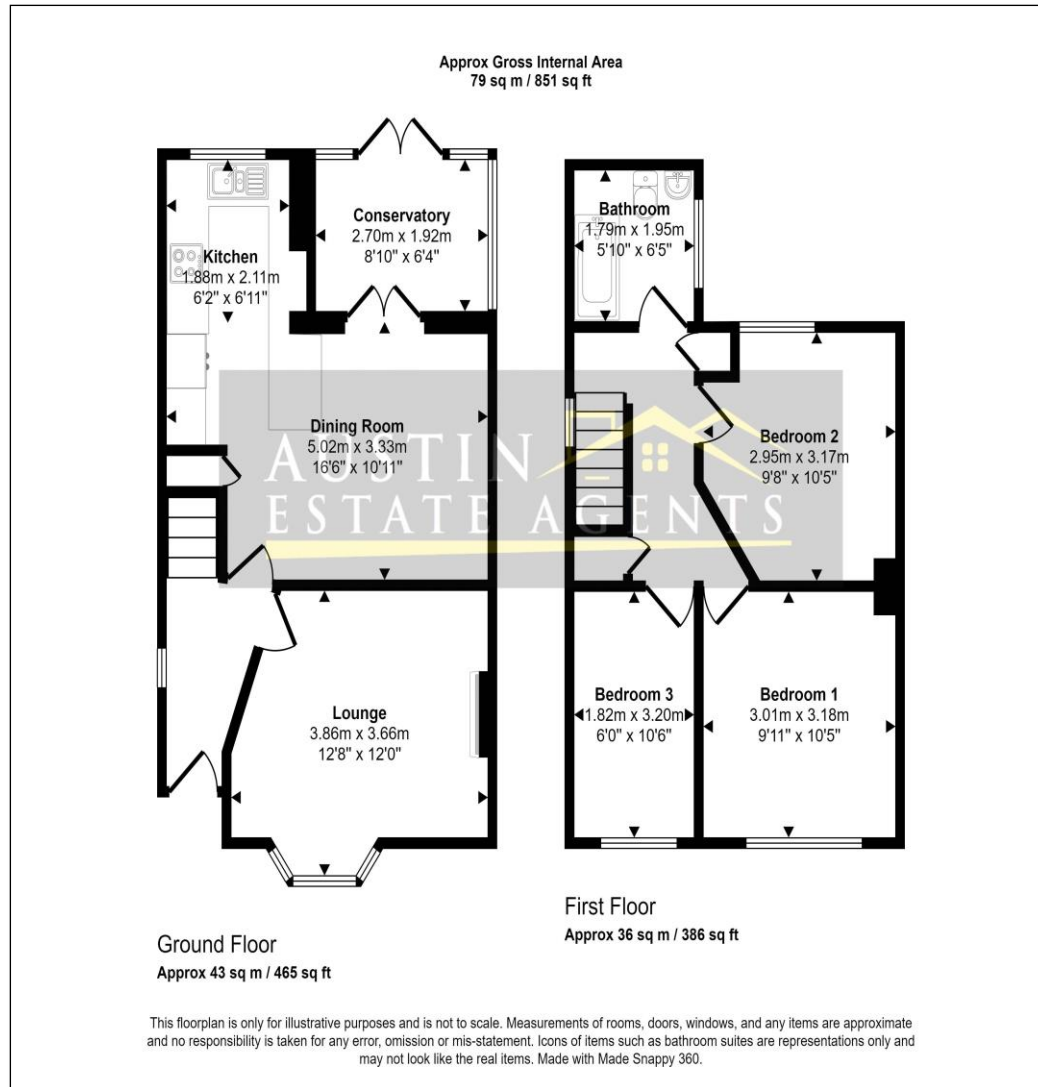 Approx Gross Internal Area
79 sq m / 851 sq ft
Conservatory
2.70m x 1.92m
8'10" x 6'4"
Kitchen
1.88m x 2.11m
6'2" x 6'11"
Dining Room
5.02m x 3.33m
16'6" x 10'11"
Lounge
3.86m x 3.66m
12'8" x 12'0"
Ground Floor
Approx 43 sq m / 465 sq ft
Bathroom
1.79m x 1.95m
5'10" x 6'5"
Bedroom 2
2.95m x 3.17m
9'8" x 10'5"
Bedroom 3
1.82m x 3.20m
6'0" x 10'6"
Bedroom 1
3.01m x 3.18m
9'11" x 10'5"
First Floor
Approx 36 sq m / 386 sq ft
AUSTIN
ESTATE AGENTS
This floorplan is only for illustrative purposes and is not to scale. Measurements of rooms, doors, windows, and any items are approximate
and no responsibility is taken for any error, omission or mis-statement. Icons of items such as bathroom suites are representations only and
may not look like the real items. Made with Made Snappy 360.